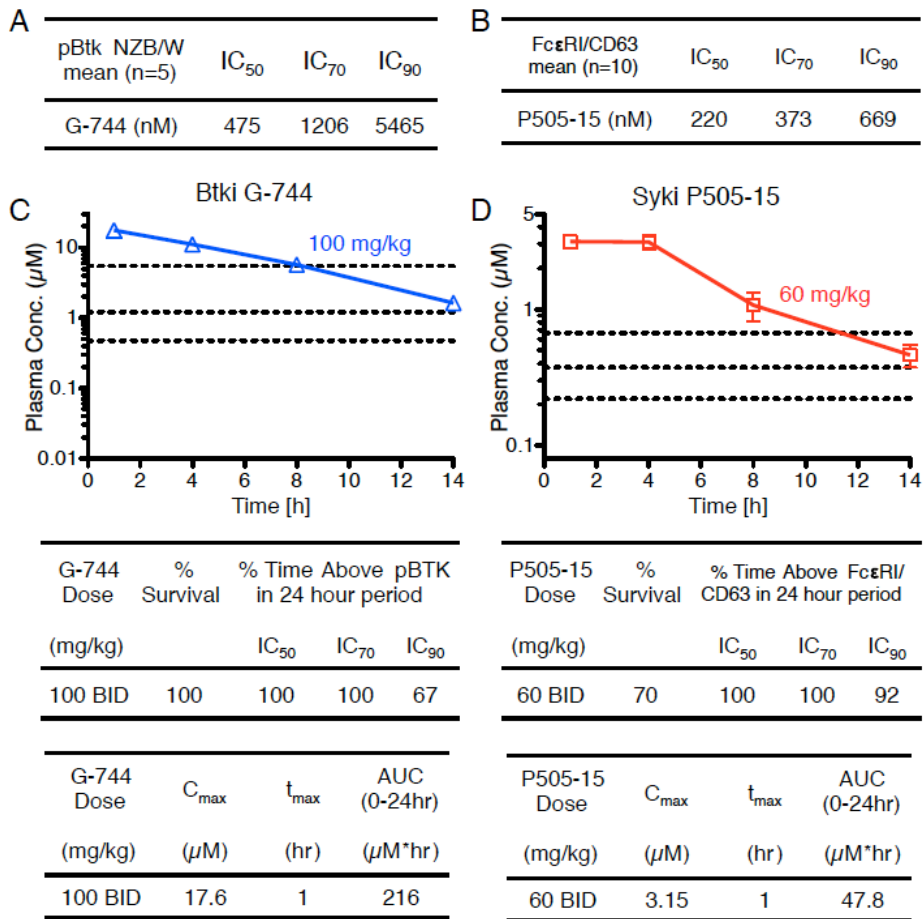 A
pBtk NZB/W mean (n=5) IC50 IC70 IC90
G-744 (nM) 475 1206 5465
B
FcεRI/CD63 mean (n=10) IC50 IC70 IC90
P505-15 (nM) 220 373 669
C
Btki G-744
Plasma Conc. (µM)
10
1
0.1
0.01
100 mg/kg
0 2 4 6 8 10 12 14
Time [h]
D
Syki P505-15
Plasma Conc. (µM)
5
1
0.1
60 mg/kg
0 2 4 6 8 10 12 14
Time [h]
G-744 % % Time Above pBTK
Dose Survival in 24 hour period
(mg/kg) IC50 IC70 IC90
100 BID 100 100 100 67
P505-15 % % Time Above FcεRI/
Dose Survival CD63 in 24 hour period
(mg/kg) IC50 IC70 IC90
60 BID 70 100 100 92
G-744 Dose Cmax tmax AUC (0-24hr)
(mg/kg) (µM) (hr) (µM*hr)
100 BID 17.6 1 216
P505-15 Dose Cmax tmax AUC (0-24hr)
(mg/kg) (µM) (hr) (µM*hr)
60 BID 3.15 1 47.8